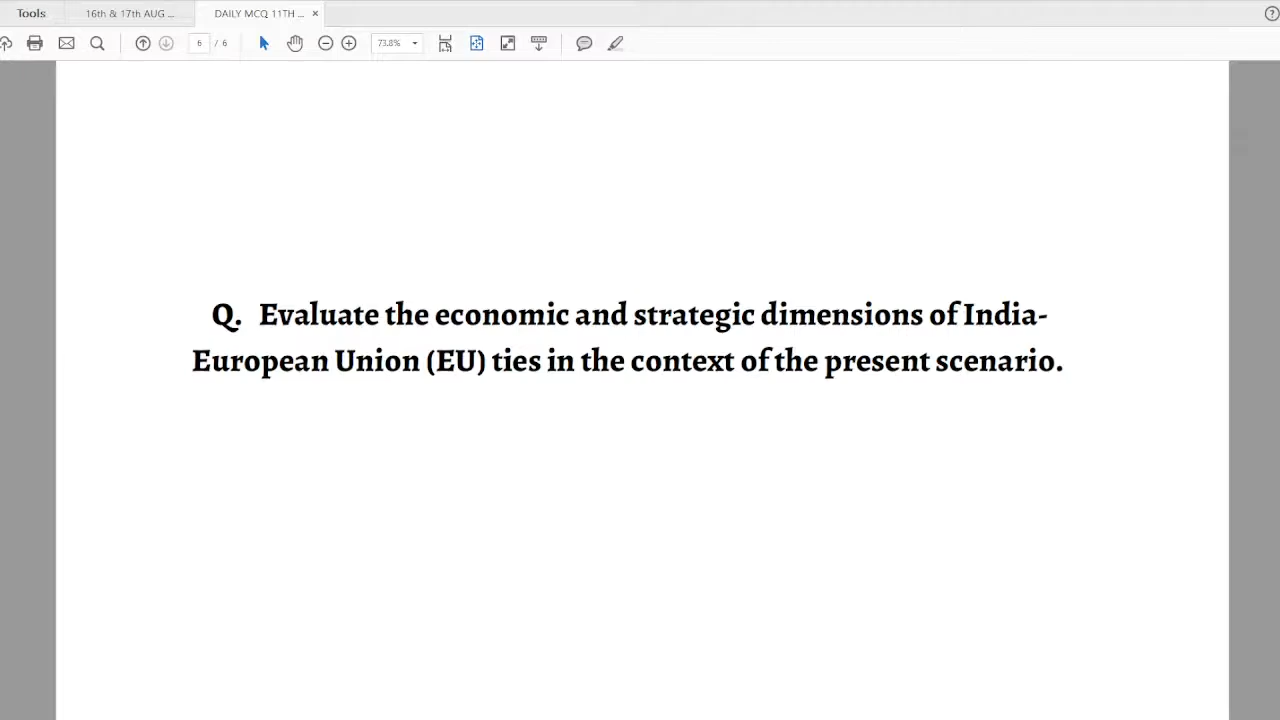 Tools 16th & 17th AUG ... DAILY MCQ 11TH ... ×
6 / 6 73.8%
Q. Evaluate the economic and strategic dimensions of India-
European Union (EU) ties in the context of the present scenario.